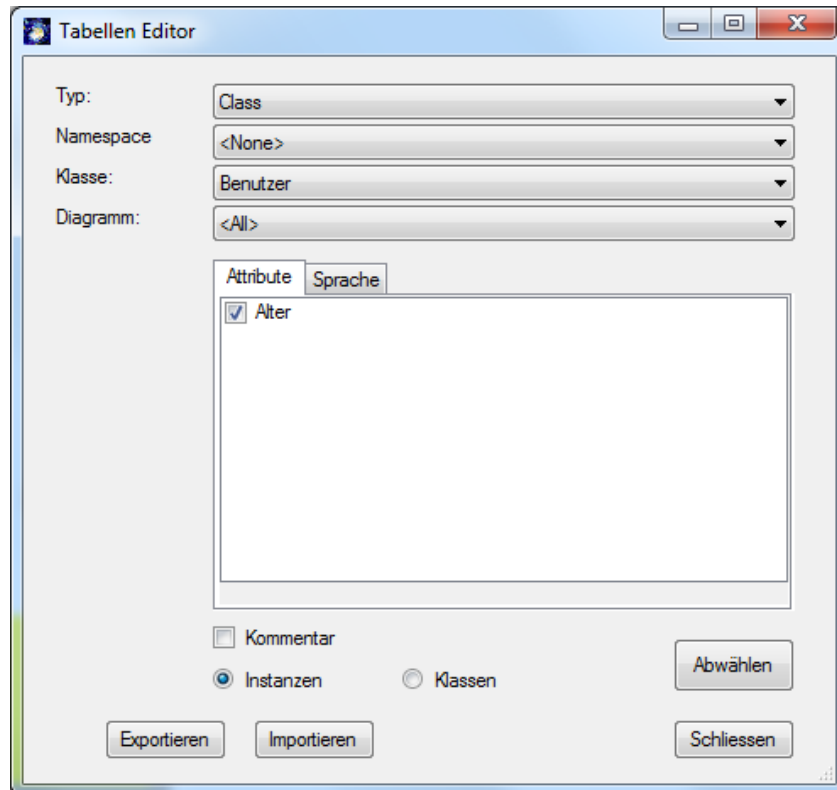 Tabellen Editor
Typ: Class
Namespace <None>
Klasse: Benutzer
Diagramm: <All>
Attribute Sprache
Alter
Kommentar
Instanzen Klassen
Abwählen
Exportieren Importieren Schliessen